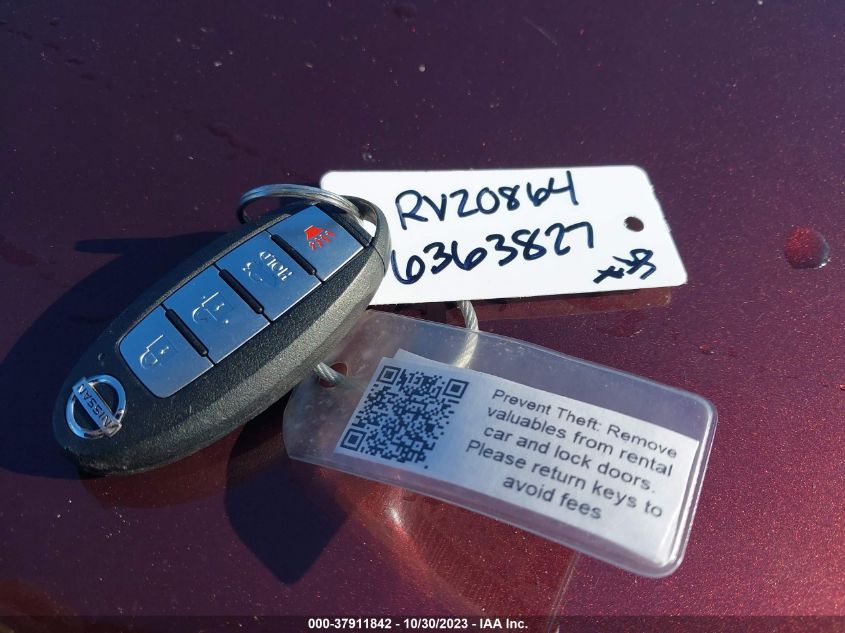 RV20864
6363827
Prevent Theft: Remove
valuables from rental
car and lock doors.
Please return keys to
avoid fees
HOLD
NISSAN
000-37911842 - 10/30/2023 - IAA Inc.